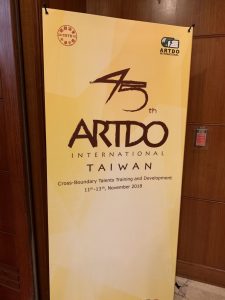 ARTDO
45th
ARTDO
INTERNATIONAL
TAIWAN
Cross-Boundary Talents Training and Development
11th-13th, November 2018